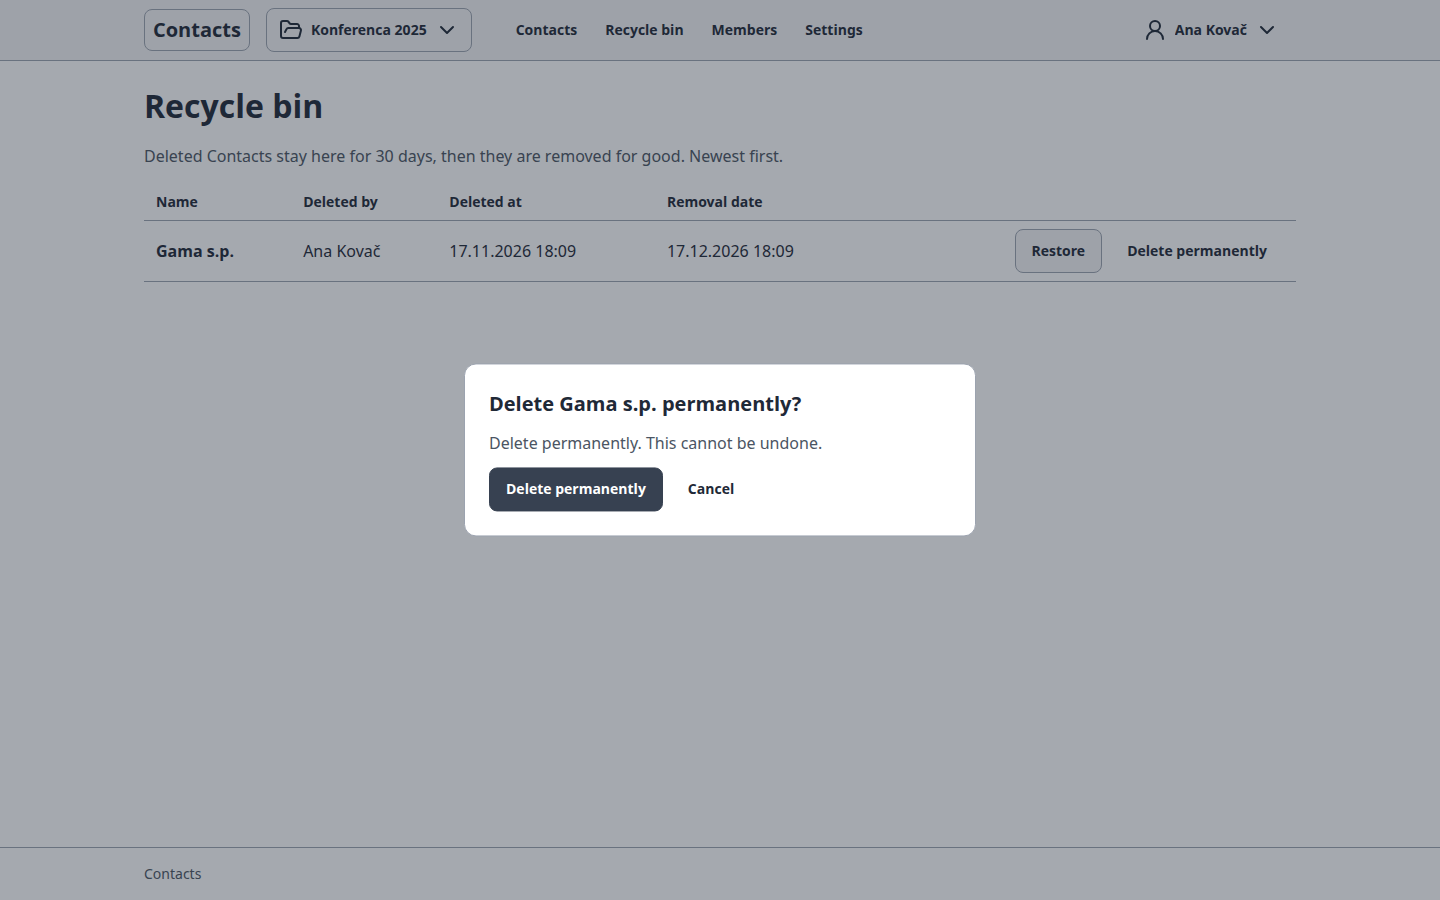 Contacts Konferenca 2025 Contacts Recycle bin Members Settings Ana Kovač
Recycle bin
Deleted Contacts stay here for 30 days, then they are removed for good. Newest first.
Name Deleted by Deleted at Removal date
Gama s.p. Ana Kovač 17.11.2026 18:09 17.12.2026 18:09 Restore Delete permanently
Delete Gama s.p. permanently?
Delete permanently. This cannot be undone.
Delete permanently Cancel
Contacts